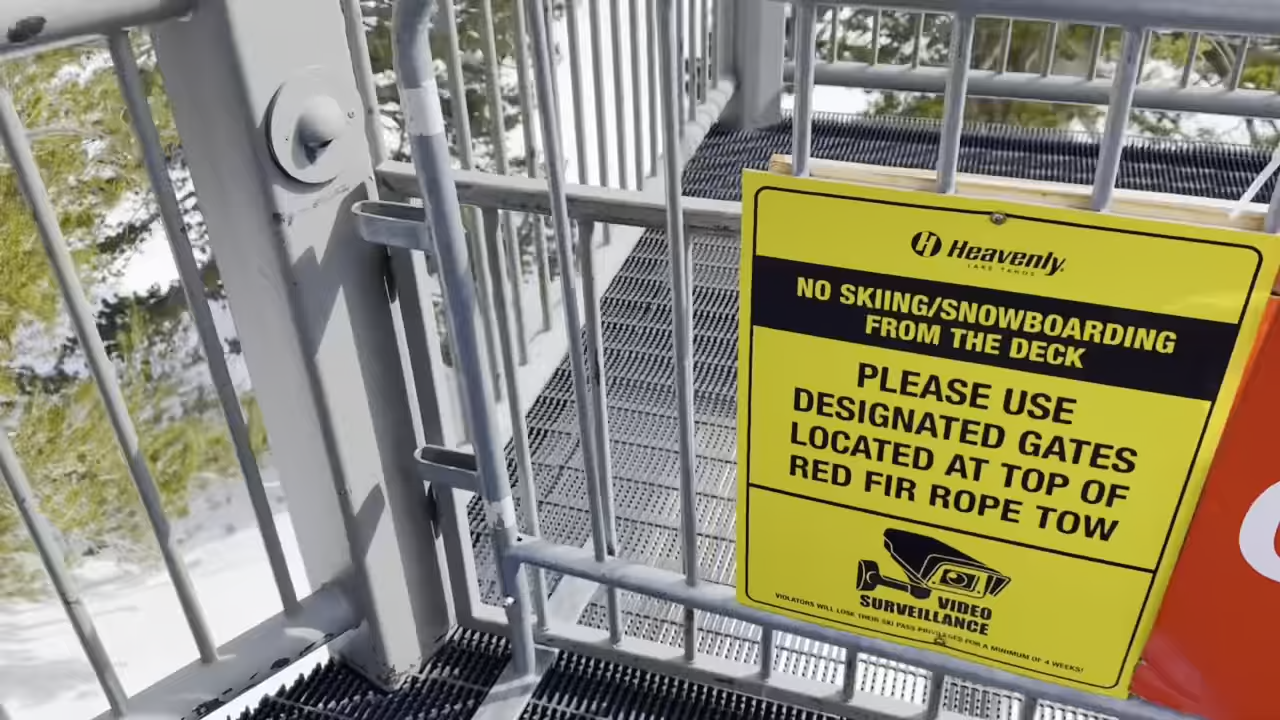 Heavenly
LAKE TAHOE
NO SKIING/SNOWBOARDING
FROM THE DECK
PLEASE USE
DESIGNATED GATES
LOCATED AT TOP OF
RED FIR ROPE TOW
VIDEO
SURVEILLANCE
VIOLATORS WILL LOSE THEIR SKI PASS PRIVILEGES FOR A MINIMUM OF 4 WEEKS!